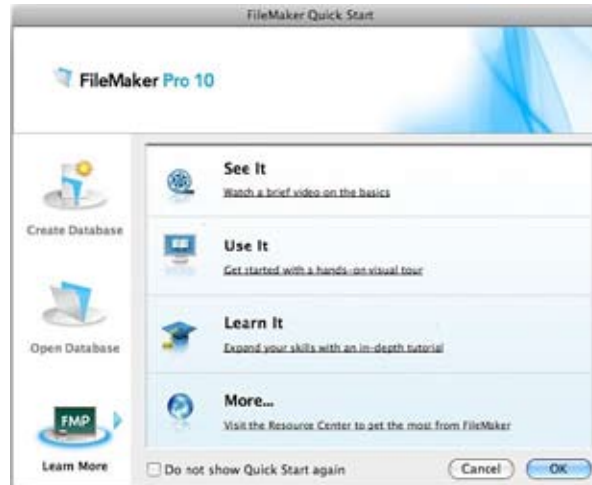 FileMaker Quick Start
FileMaker Pro 10
See It
Watch a brief video on the basics
Create Database
Use It
Get started with a hands-on visual tour
Open Database
Learn It
Expand your skills with an in-depth tutorial
FMP
Learn More
More...
Visit the Resource Center to get the most from FileMaker
Do not show Quick Start again
Cancel
OK